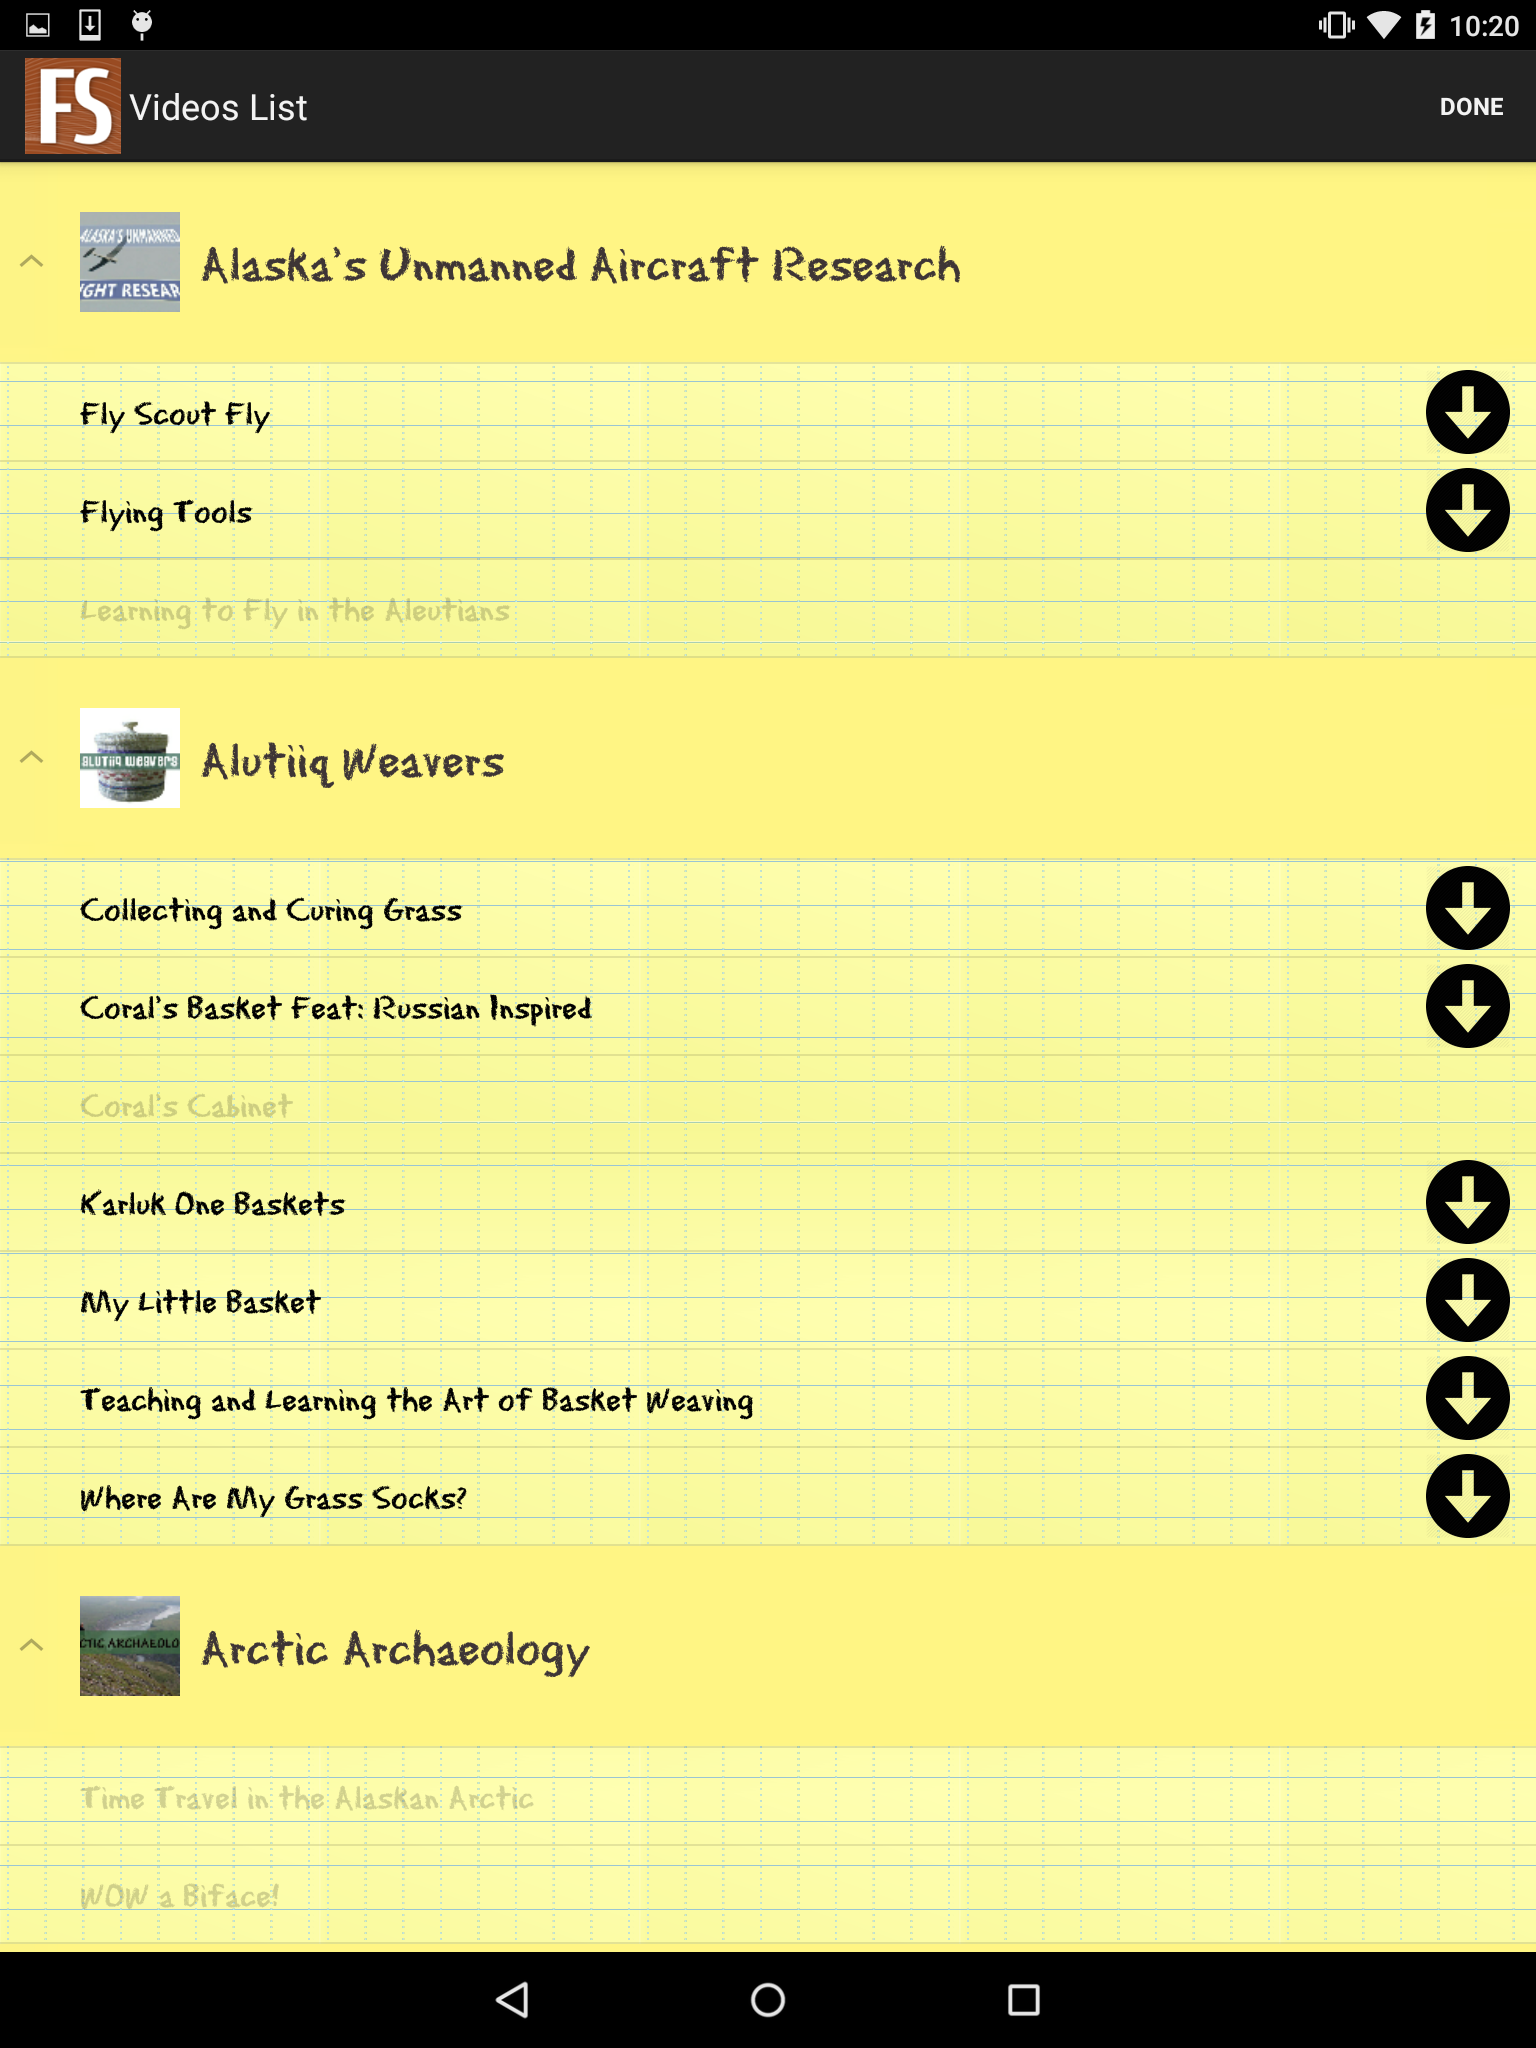 10:20
FS Videos List
DONE
ALASKA'S UNMANNED
IGHT RESEAR
Alaska's Unmanned Aircraft Research
Fly Scout Fly
Flying Tools
Learning to Fly in the Aleutians
ALUTIIQ WEAVERS
Alutiiq Weavers
Collecting and Curing Grass
Coral's Basket Feat: Russian Inspired
Coral's Cabinet
Karluk One Baskets
My Little Basket
Teaching and Learning the Art of Basket Weaving
Where Are My Grass Socks?
CTIC ARCHAEOLO
Arctic Archaeology
Time Travel in the Alaskan Arctic
WOW a Biface!